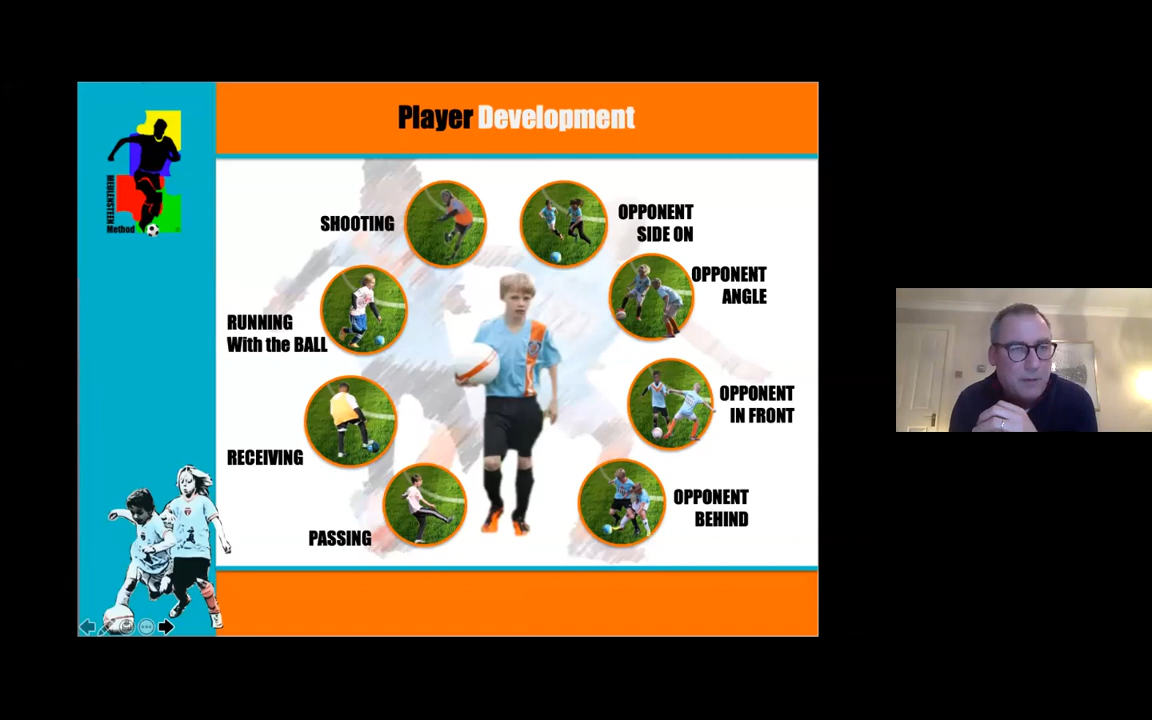 Player Development
SHOOTING
OPPONENT
SIDE ON
OPPONENT
ANGLE
RUNNING
With the BALL
OPPONENT
IN FRONT
RECEIVING
OPPONENT
BEHIND
PASSING
MEULENSTEEN
Method